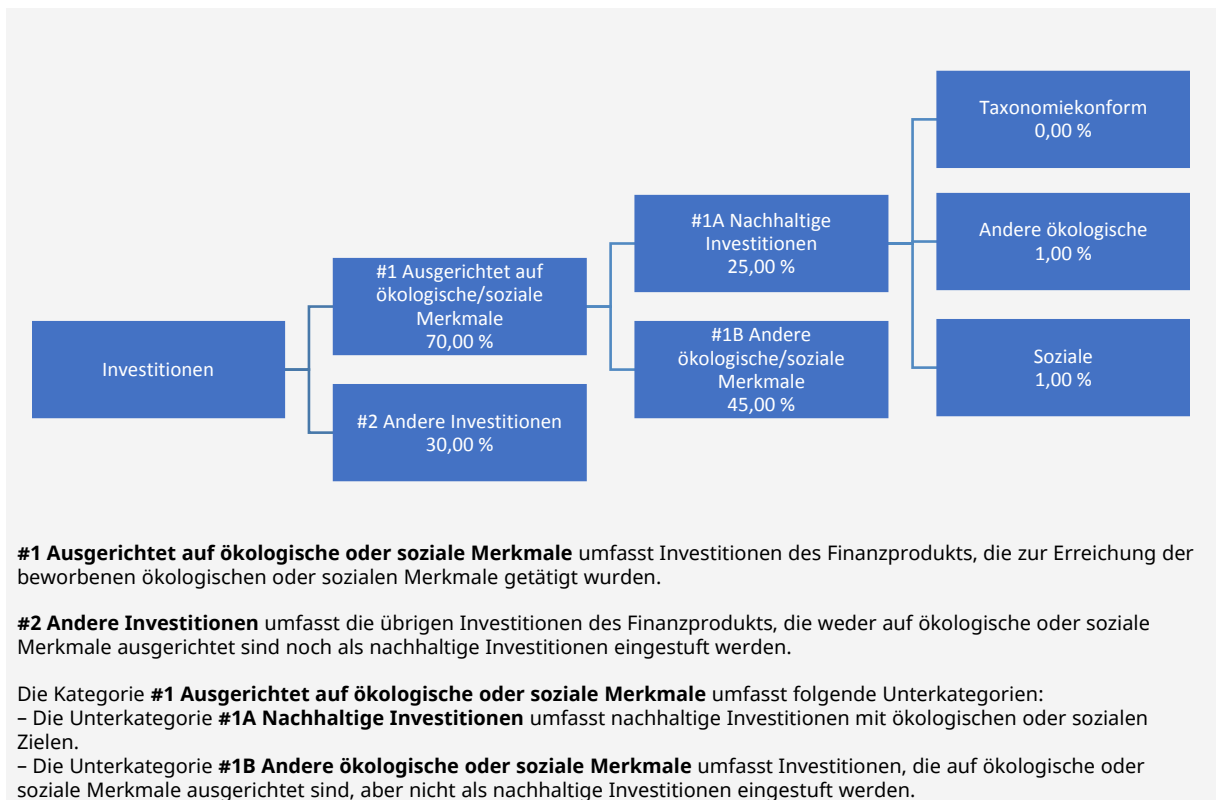 Investitionen
#1 Ausgerichtet auf
ökologische/soziale
Merkmale
70,00 %
#2 Andere Investitionen
30,00 %
#1A Nachhaltige
Investitionen
25,00 %
#1B Andere
ökologische/soziale
Merkmale
45,00 %
Taxonomiekonform
0,00 %
Andere ökologische
1,00 %
Soziale
1,00 %
#1 Ausgerichtet auf ökologische oder soziale Merkmale umfasst Investitionen des Finanzprodukts, die zur Erreichung der
beworbenen ökologischen oder sozialen Merkmale getätigt wurden.
#2 Andere Investitionen umfasst die übrigen Investitionen des Finanzprodukts, die weder auf ökologische oder soziale
Merkmale ausgerichtet sind noch als nachhaltige Investitionen eingestuft werden.
Die Kategorie #1 Ausgerichtet auf ökologische oder soziale Merkmale umfasst folgende Unterkategorien:
– Die Unterkategorie #1A Nachhaltige Investitionen umfasst nachhaltige Investitionen mit ökologischen oder sozialen
Zielen.
– Die Unterkategorie #1B Andere ökologische oder soziale Merkmale umfasst Investitionen, die auf ökologische oder
soziale Merkmale ausgerichtet sind, aber nicht als nachhaltige Investitionen eingestuft werden.